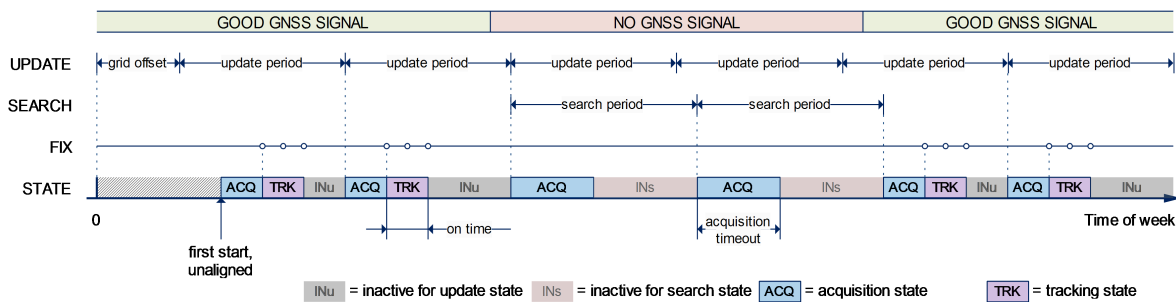 GOOD GNSS SIGNAL NO GNSS SIGNAL GOOD GNSS SIGNAL
UPDATE grid offset update period update period update period update period update period update period
SEARCH search period search period
FIX
STATE ACQ TRK INu ACQ TRK INu ACQ INs ACQ INs ACQ TRK INu ACQ TRK INu
0 Time of week
on time
acquisition
timeout
first start,
unaligned
INu = inactive for update state INs = inactive for search state ACQ = acquisition state TRK = tracking state